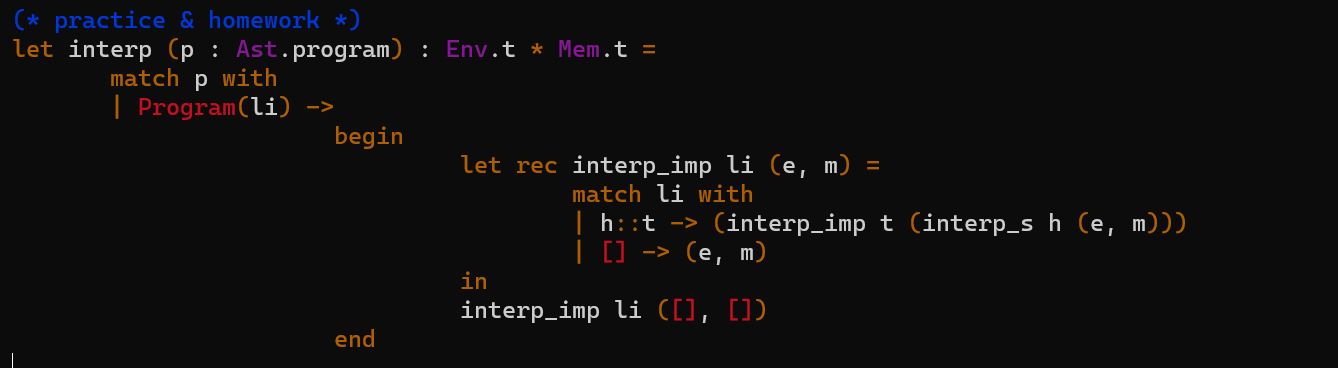 (* practice & homework *)
let interp (p : Ast.program) : Env.t * Mem.t =
match p with
| Program(li) ->
begin
let rec interp_imp li (e, m) =
match li with
| h::t -> (interp_imp t (interp_s h (e, m)))
| [] -> (e, m)
in
interp_imp li ([], [])
end